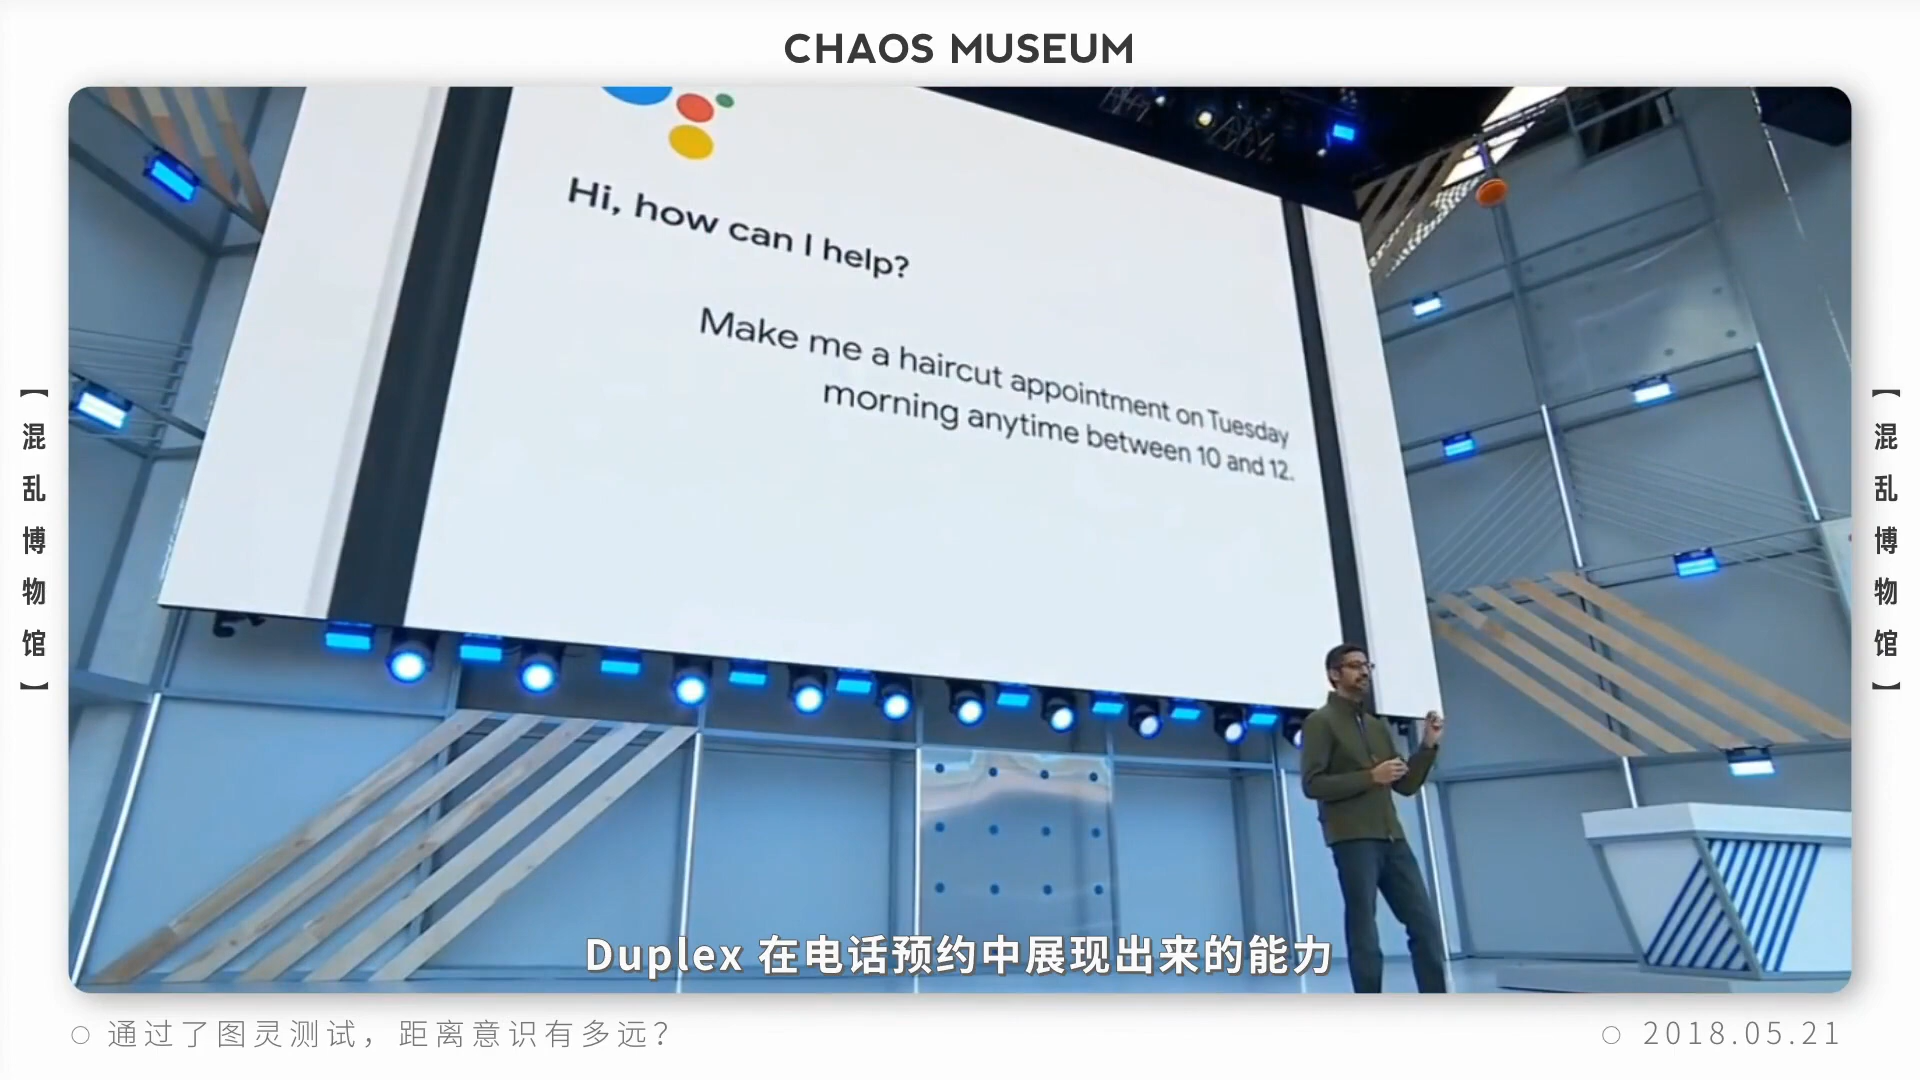 CHAOS MUSEUM
Hi, how can I help?
Make me a haircut appointment on Tuesday
morning anytime between 10 and 12.
【混乱博物馆】
【混乱博物馆】
Duplex 在电话预约中展现出来的能力
通过了图灵测试，距离意识有多远？
2018.05.21